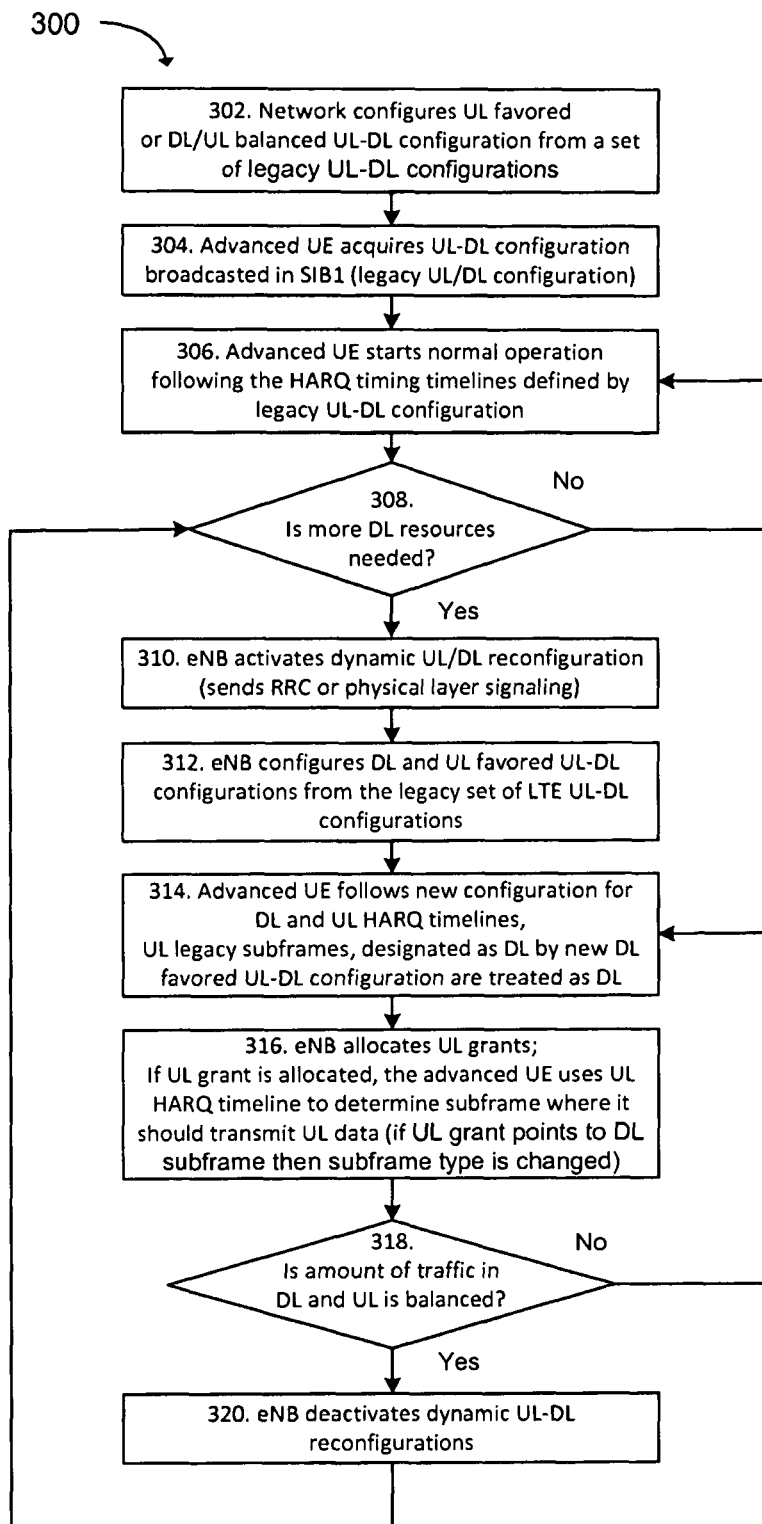 300
302. Network configures UL favored
or DL/UL balanced UL-DL configuration from a set
of legacy UL-DL configurations
304. Advanced UE acquires UL-DL configuration
broadcasted in SIB1 (legacy UL/DL configuration)
306. Advanced UE starts normal operation
following the HARQ timing timelines defined by
legacy UL-DL configuration
308.
Is more DL resources
needed?
No
Yes
310. eNB activates dynamic UL/DL reconfiguration
(sends RRC or physical layer signaling)
312. eNB configures DL and UL favored UL-DL
configurations from the legacy set of LTE UL-DL
configurations
314. Advanced UE follows new configuration for
DL and UL HARQ timelines,
UL legacy subframes, designated as DL by new DL
favored UL-DL configuration are treated as DL
316. eNB allocates UL grants;
If UL grant is allocated, the advanced UE uses UL
HARQ timeline to determine subframe where it
should transmit UL data (if UL grant points to DL
subframe then subframe type is changed)
318.
Is amount of traffic in
DL and UL is balanced?
No
Yes
320. eNB deactivates dynamic UL-DL
reconfigurations